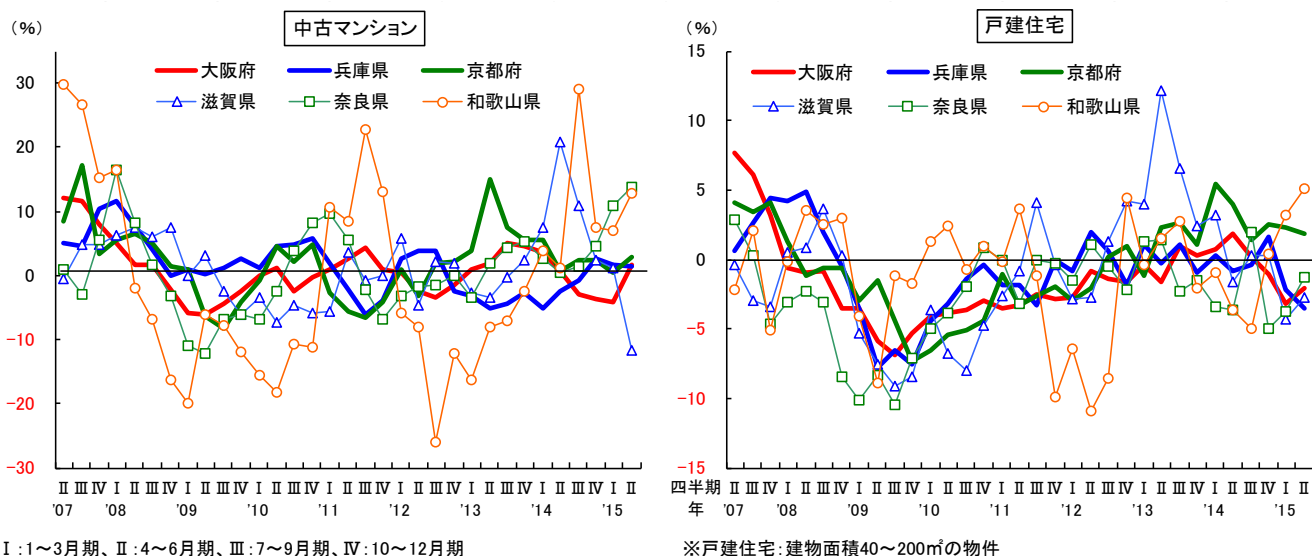 (%)
中古マンション
大阪府 兵庫県 京都府
滋賀県 奈良県 和歌山県
30
20
10
0
-10
-20
-30
Ⅱ Ⅲ Ⅳ Ⅰ Ⅱ Ⅲ Ⅳ Ⅰ Ⅱ Ⅲ Ⅳ Ⅰ Ⅱ Ⅲ Ⅳ Ⅰ Ⅱ Ⅲ Ⅳ Ⅰ Ⅱ Ⅲ Ⅳ Ⅰ Ⅱ Ⅲ Ⅳ Ⅰ Ⅱ Ⅲ Ⅳ Ⅰ Ⅱ
'07 '08 '09 '10 '11 '12 '13 '14 '15
(%)
戸建住宅
大阪府 兵庫県 京都府
滋賀県 奈良県 和歌山県
15
10
5
0
-5
-10
-15
四半期 Ⅱ Ⅲ Ⅳ Ⅰ Ⅱ Ⅲ Ⅳ Ⅰ Ⅱ Ⅲ Ⅳ Ⅰ Ⅱ Ⅲ Ⅳ Ⅰ Ⅱ Ⅲ Ⅳ Ⅰ Ⅱ Ⅲ Ⅳ Ⅰ Ⅱ Ⅲ Ⅳ Ⅰ Ⅱ Ⅲ Ⅳ Ⅰ Ⅱ
年 '07 '08 '09 '10 '11 '12 '13 '14 '15
Ⅰ:1～3月期、Ⅱ:4～6月期、Ⅲ:7～9月期、Ⅳ:10～12月期
※戸建住宅:建物面積40～200㎡の物件